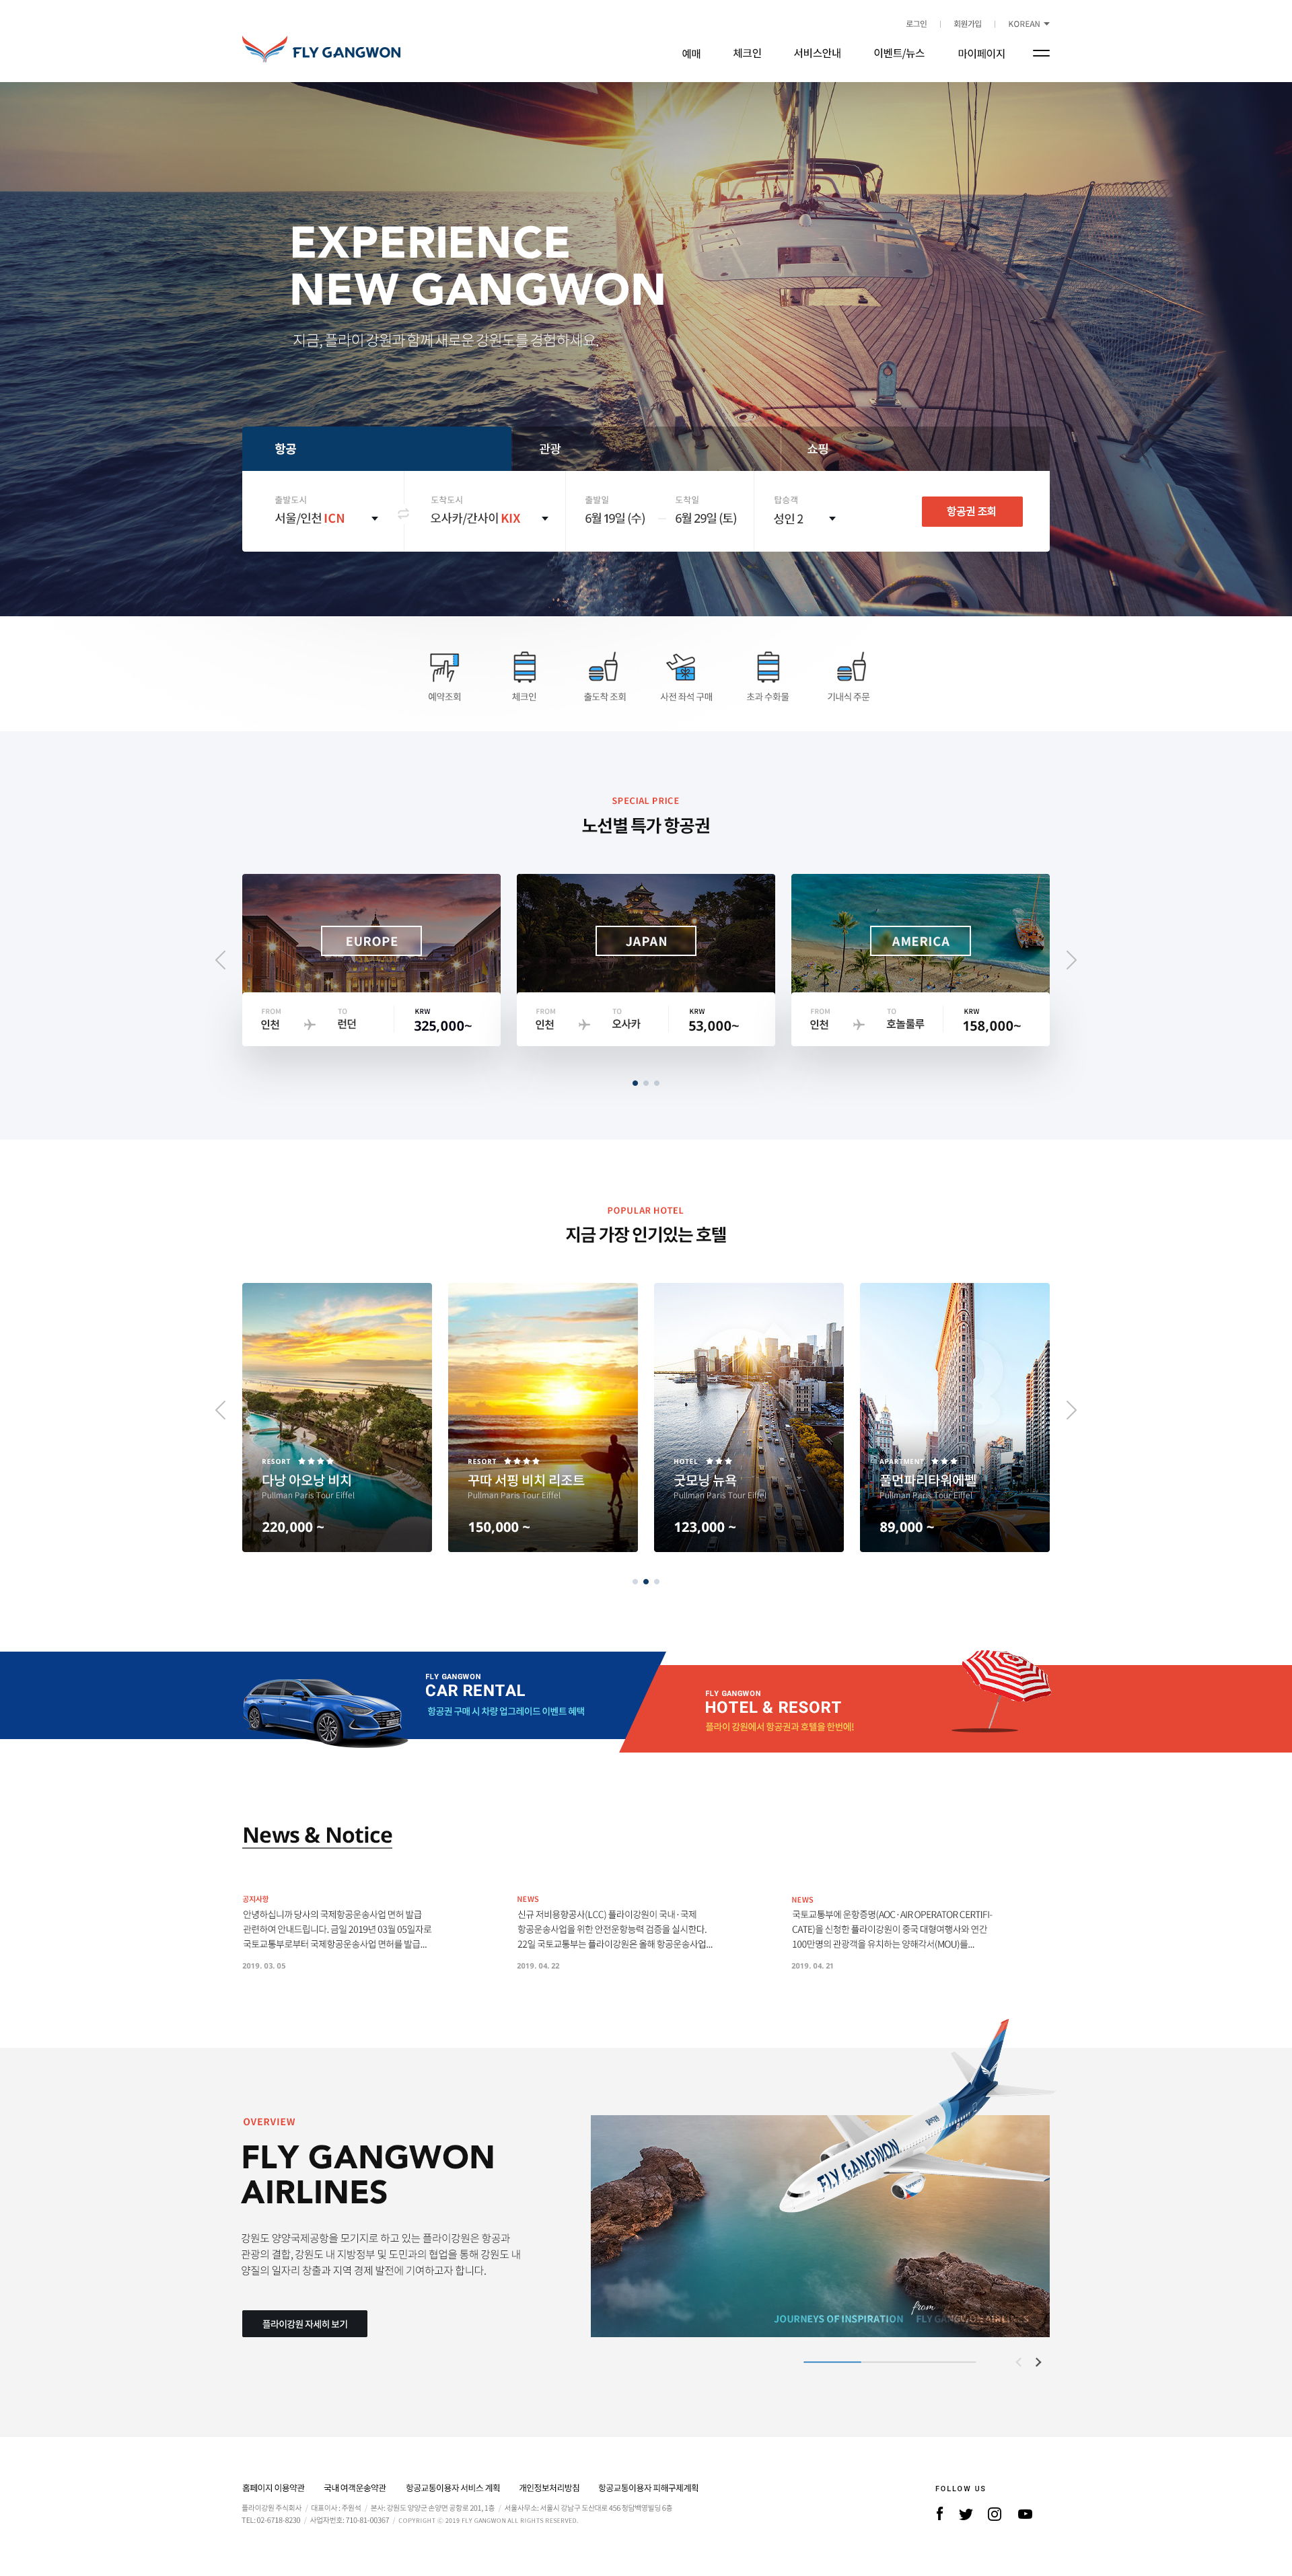 로그인 회원가입 KOREAN
FLY GANGWON
예매 체크인 서비스안내 이벤트/뉴스 마이페이지
EXPERIENCE
NEW GANGWON
지금, 플라이 강원과 함께 새로운 강원도를 경험하세요.
항공 관광 쇼핑
출발도시 도착도시 출발일 도착일 탑승객
서울/인천 ICN 오사카/간사이 KIX 6월 19일 (수) 6월 29일 (토) 성인 2 항공권 조회
예약조회 체크인 출도착 조회 사전 좌석 구매 초과 수화물 기내식 주문
SPECIAL PRICE
노선별 특가 항공권
EUROPE JAPAN AMERICA
FROM TO KRW FROM TO KRW FROM TO KRW
인천 런던 325,000~ 인천 오사카 53,000~ 인천 호놀룰루 158,000~
POPULAR HOTEL
지금 가장 인기있는 호텔
RESORT
다낭 아오낭 비치
Pullman Paris Tour Eiffel
220,000 ~
RESORT
꾸따 서핑 비치 리조트
Pullman Paris Tour Eiffel
150,000 ~
HOTEL
굿모닝 뉴욕
Pullman Paris Tour Eiffel
123,000 ~
APARTMENT
풀먼파리타워에펠
Pullman Paris Tour Eiffel
89,000 ~
FLY GANGWON
CAR RENTAL
항공권 구매 시 차량 업그레이드 이벤트 혜택
FLY GANGWON
HOTEL & RESORT
플라이 강원에서 항공권과 호텔을 한번에!
News & Notice
공지사항
안녕하십니까 당사의 국제항공운송사업 면허 발급
관련하여 안내드립니다. 금일 2019년 03월 05일자로
국토교통부로부터 국제항공운송사업 면허를 발급...
2019. 03. 05
NEWS
신규 저비용항공사(LCC) 플라이강원이 국내·국제
항공운송사업을 위한 안전운항능력 검증을 실시한다.
22일 국토교통부는 플라이강원은 올해 항공운송사업...
2019. 04. 22
NEWS
국토교통부에 운항증명(AOC·AIR OPERATOR CERTIFI-
CATE)을 신청한 플라이강원이 중국 대형여행사와 연간
100만명의 관광객을 유치하는 양해각서(MOU)를...
2019. 04. 21
OVERVIEW
FLY GANGWON
AIRLINES
강원도 양양국제공항을 모기지로 하고 있는 플라이강원은 항공과
관광의 결합, 강원도 내 지방정부 및 도민과의 협업을 통해 강원도 내
양질의 일자리 창출과 지역 경제 발전에 기여하고자 합니다.
플라이강원 자세히 보기
FLY GANGWON
JOURNEYS OF INSPIRATION from FLY GANGWON AIRLINES
홈페이지 이용약관 국내 여객운송약관 항공교통이용자 서비스 계획 개인정보처리방침 항공교통이용자 피해구제계획
플라이강원 주식회사 / 대표이사 : 주원석 / 본사: 강원도 양양군 손양면 공항로 201, 1층 / 서울사무소: 서울시 강남구 도산대로 456 청담백영빌딩 6층
TEL: 02-6718-8230 / 사업자번호: 710-81-00367 / COPYRIGHT ⓒ 2019 FLY GANGWON ALL RIGHTS RESERVED.
FOLLOW US